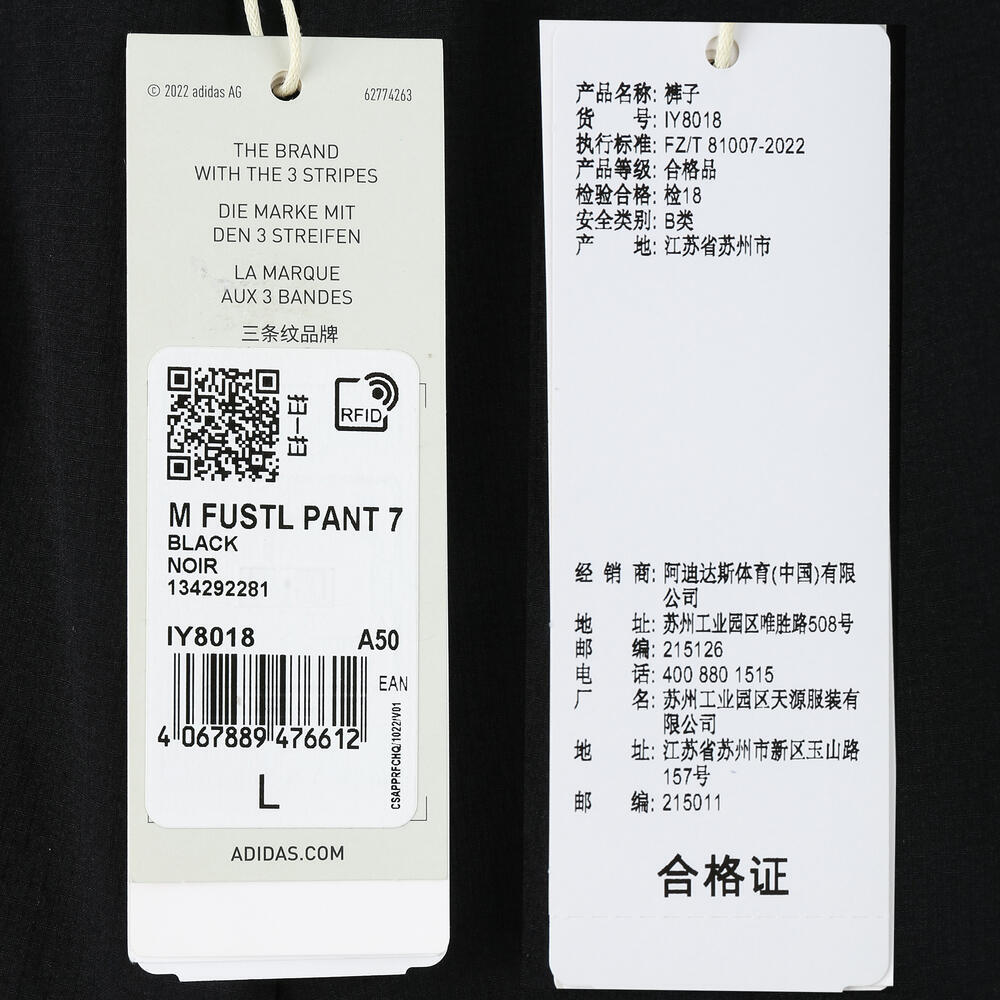 © 2022 adidas AG
62774263
THE BRAND
WITH THE 3 STRIPES
DIE MARKE MIT
DEN 3 STREIFEN
LA MARQUE
AUX 3 BANDES
三条纹品牌
扫一扫
RFID
M FUSTL PANT 7
BLACK
NOIR
134292281
IY8018 A50
EAN
4 067889 476612
CSAPPRFCHQ/1022/V01
L
ADIDAS.COM
产品名称: 裤子
货 号: IY8018
执行标准: FZ/T 81007-2022
产品等级: 合格品
检验合格: 检18
安全类别: B类
产 地: 江苏省苏州市
经 销 商: 阿迪达斯体育(中国)有限
公司
地 址: 苏州工业园区唯胜路508号
邮 编: 215126
电 话: 400 880 1515
厂 名: 苏州工业园区天源服装有
限公司
地 址: 江苏省苏州市新区玉山路
157号
邮 编: 215011
合格证